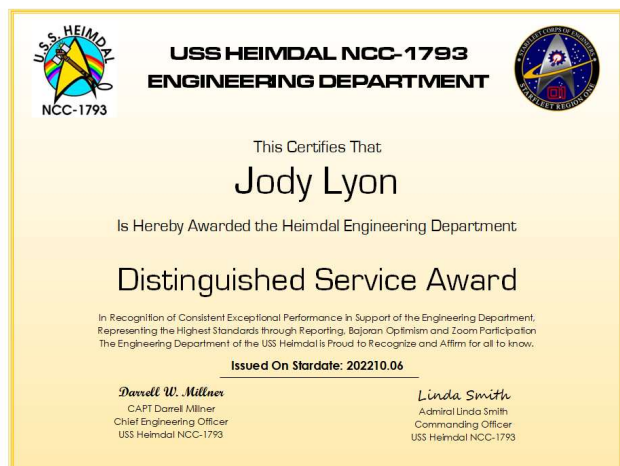 U.S.S. HEIMDAL
NCC-1793
USS HEIMDAL NCC-1793
ENGINEERING DEPARTMENT
STARFLEET CORPS OF ENGINEERS
01
STARFLEET REGION ONE
This Certifies That
Jody Lyon
Is Hereby Awarded the Heimdal Engineering Department
Distinguished Service Award
In Recognition of Consistent Exceptional Performance in Support of the Engineering Department,
Representing the Highest Standards through Reporting, Bajoran Optimism and Zoom Participation
The Engineering Department of the USS Heimdal is Proud to Recognize and Affirm for all to know.
Issued On Stardate: 202210.06
Darrell W. Millner
CAPT Darrell Millner
Chief Engineering Officer
USS Heimdal NCC-1793
Linda Smith
Admiral Linda Smith
Commanding Officer
USS Heimdal NCC-1793